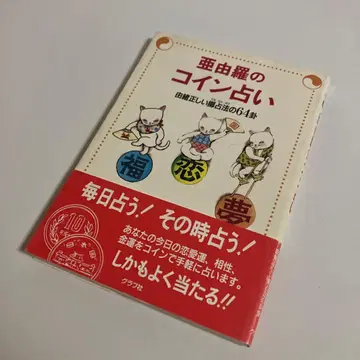 亜由羅の
コイン占い
由緒正しい擲占法の64卦
福
恋
夢
毎日占う!その時占う!
あなたの今日の恋愛運、相性、
金運をコインで手軽に占います。
しかもよく当たる!!
グラフ社
10